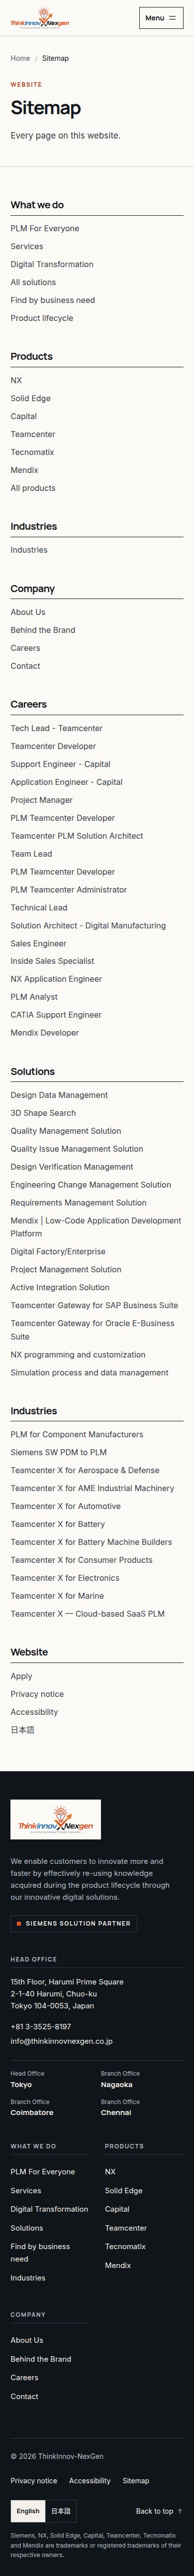 ThinkinnovNexgen
Menu
Home / Sitemap
WEBSITE
Sitemap
Every page on this website.
What we do
PLM For Everyone
Services
Digital Transformation
All solutions
Find by business need
Product lifecycle
Products
NX
Solid Edge
Capital
Teamcenter
Tecnomatix
Mendix
All products
Industries
Industries
Company
About Us
Behind the Brand
Careers
Contact
Careers
Tech Lead - Teamcenter
Teamcenter Developer
Support Engineer - Capital
Application Engineer - Capital
Project Manager
PLM Teamcenter Developer
Teamcenter PLM Solution Architect
Team Lead
PLM Teamcenter Developer
PLM Teamcenter Administrator
Technical Lead
Solution Architect - Digital Manufacturing
Sales Engineer
Inside Sales Specialist
NX Application Engineer
PLM Analyst
CATIA Support Engineer
Mendix Developer
Solutions
Design Data Management
3D Shape Search
Quality Management Solution
Quality Issue Management Solution
Design Verification Management
Engineering Change Management Solution
Requirements Management Solution
Mendix | Low-Code Application Development
Platform
Digital Factory/Enterprise
Project Management Solution
Active Integration Solution
Teamcenter Gateway for SAP Business Suite
Teamcenter Gateway for Oracle E-Business
Suite
NX programming and customization
Simulation process and data management
Industries
PLM for Component Manufacturers
Siemens SW PDM to PLM
Teamcenter X for Aerospace & Defense
Teamcenter X for AME Industrial Machinery
Teamcenter X for Automotive
Teamcenter X for Battery
Teamcenter X for Battery Machine Builders
Teamcenter X for Consumer Products
Teamcenter X for Electronics
Teamcenter X for Marine
Teamcenter X — Cloud-based SaaS PLM
Website
Apply
Privacy notice
Accessibility
日本語
ThinkinnovNexgen
We enable customers to innovate more and
faster by effectively re-using knowledge
acquired during the product lifecycle through
our innovative digital solutions.
SIEMENS SOLUTION PARTNER
HEAD OFFICE
15th Floor, Harumi Prime Square
2-1-40 Harumi, Chuo-ku
Tokyo 104-0053, Japan
+81 3-3525-8197
info@thinkinnovnexgen.co.jp
Head Office
Tokyo
Branch Office
Nagaoka
Branch Office
Coimbatore
Branch Office
Chennai
WHAT WE DO
PLM For Everyone
Services
Digital Transformation
Solutions
Find by business
need
Industries
PRODUCTS
NX
Solid Edge
Capital
Teamcenter
Tecnomatix
Mendix
COMPANY
About Us
Behind the Brand
Careers
Contact
© 2026 ThinkInnov-NexGen
Privacy notice Accessibility Sitemap
English 日本語
Back to top ↑
Siemens, NX, Solid Edge, Capital, Teamcenter, Tecnomatix
and Mendix are trademarks or registered trademarks of their
respective owners.